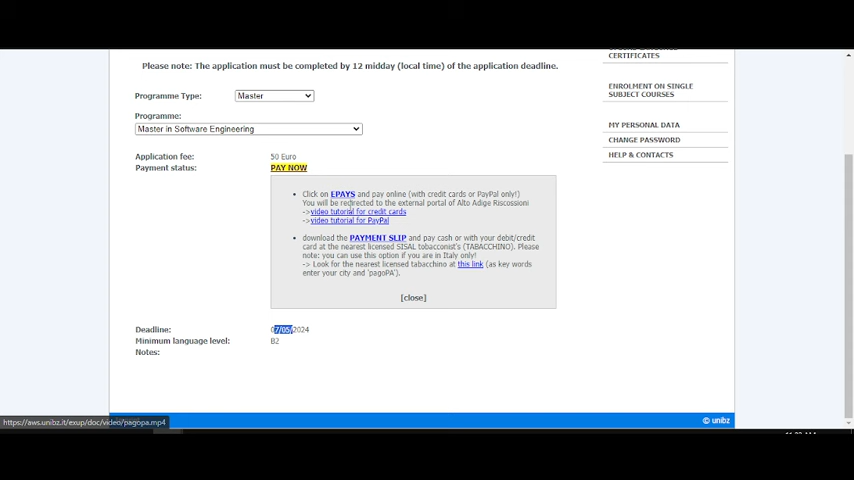 CERTIFICATES
Please note: The application must be completed by 12 midday (local time) of the application deadline.
ENROLMENT ON SINGLE
SUBJECT COURSES
Programme Type: Master
Programme:
Master in Software Engineering
MY PERSONAL DATA
CHANGE PASSWORD
HELP & CONTACTS
Application fee: 50 Euro
Payment status: PAY NOW
Click on EPAYS and pay online (with credit cards or PayPal only!)
You will be redirected to the external portal of Alto Adige Riscossioni
->video tutorial for credit cards
->video tutorial for PayPal
download the PAYMENT SLIP and pay cash or with your debit/credit
card at the nearest licensed SISAL tobacconist's (TABACCHINO). Please
note: you can use this option if you are in Italy only!
-> Look for the nearest licensed tabacchino at this link (as key words
enter your city and 'pagoPA').
[close]
Deadline: 07/05/2024
Minimum language level: B2
Notes:
© unibz
https://aws.unibz.it/exup/doc/video/pagopa.mp4